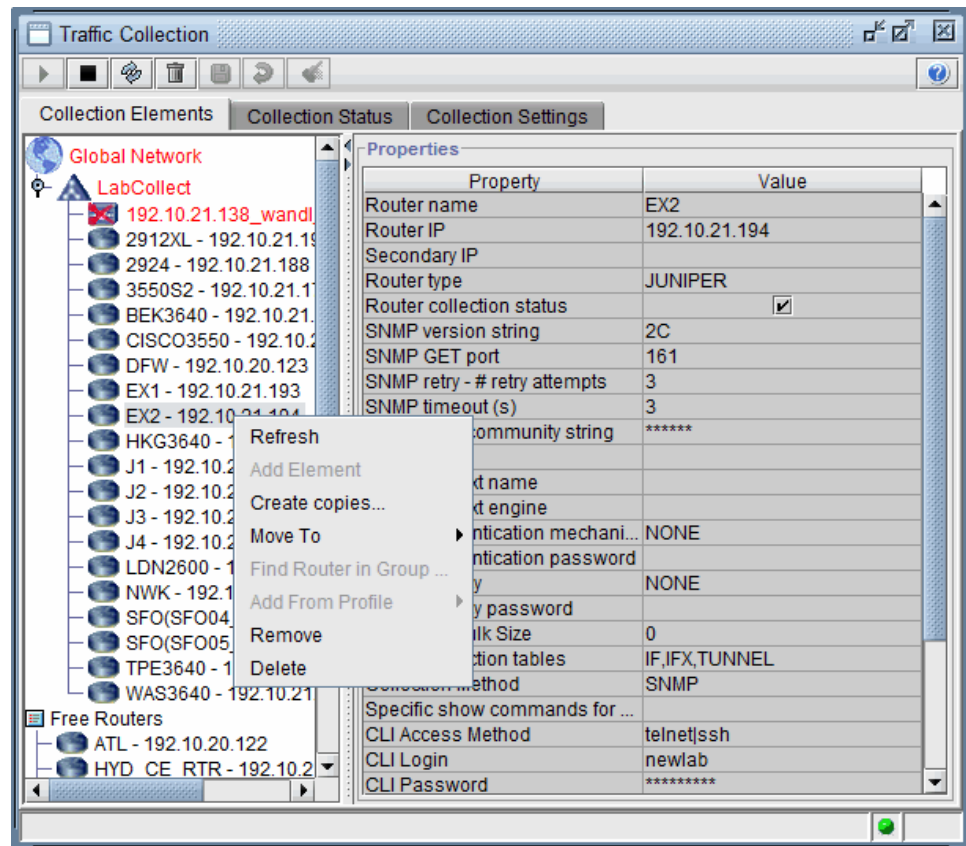 Traffic Collection
Collection Elements
Collection Status
Collection Settings
Global Network
LabCollect
192.10.21.138_wandl
2912XL - 192.10.21.19
2924 - 192.10.21.188
3550S2 - 192.10.21.1
BEK3640 - 192.10.21.
CISCO3550 - 192.10.2
DFW - 192.10.20.123
EX1 - 192.10.21.193
EX2 - 192.10.21.194
HKG3640 - 1
J1 - 192.10.2
J2 - 192.10.2
J3 - 192.10.2
J4 - 192.10.2
LDN2600 - 1
NWK - 192.1
SFO(SFO04_
SFO(SFO05_
TPE3640 - 1
WAS3640 - 192.10.21
Free Routers
ATL - 192.10.20.122
HYD_CE_RTR - 192.10.2
Refresh
Add Element
Create copies...
Move To
Find Router in Group ...
Add From Profile
Remove
Delete
Properties
Property Value
Router name EX2
Router IP 192.10.21.194
Secondary IP
Router type JUNIPER
Router collection status
SNMP version string 2C
SNMP GET port 161
SNMP retry - # retry attempts 3
SNMP timeout (s) 3
community string ******
xt name
xt engine
ntication mechani... NONE
ntication password
y NONE
y password
ulk Size 0
ction tables IF,IFX,TUNNEL
Collection Method SNMP
Specific show commands for ...
CLI Access Method telnet|ssh
CLI Login newlab
CLI Password *********